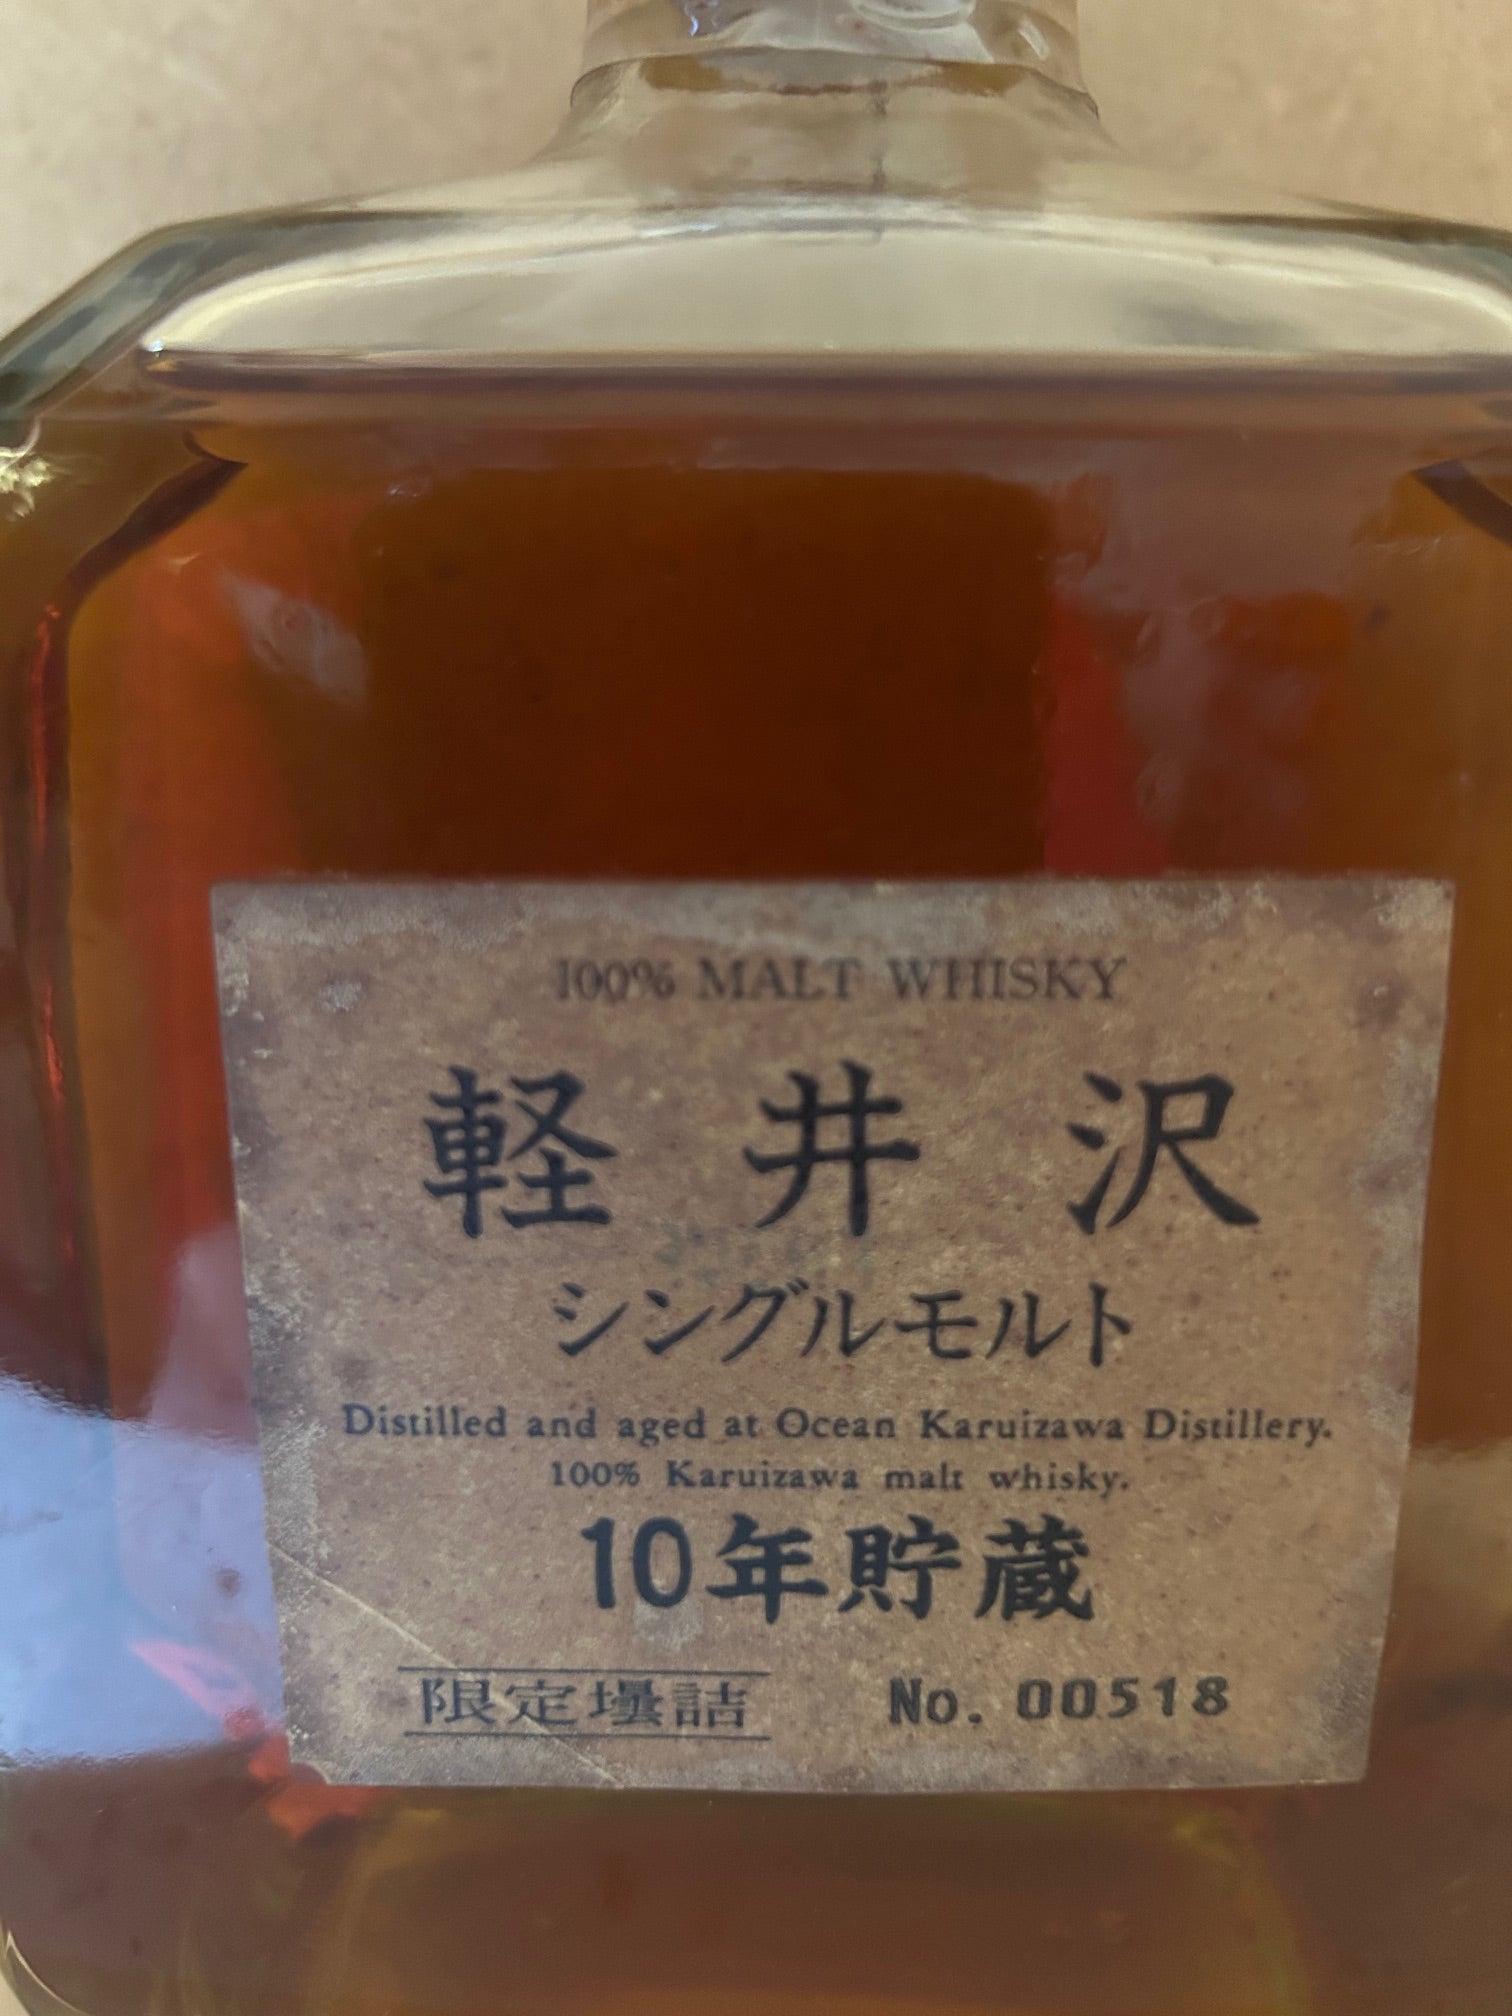 100% MALT WHISKY
軽井沢
シングルモルト
Distilled and aged at Ocean Karuizawa Distillery.
100% Karuizawa malt whisky.
10年貯蔵
限定壜詰 No. 00518